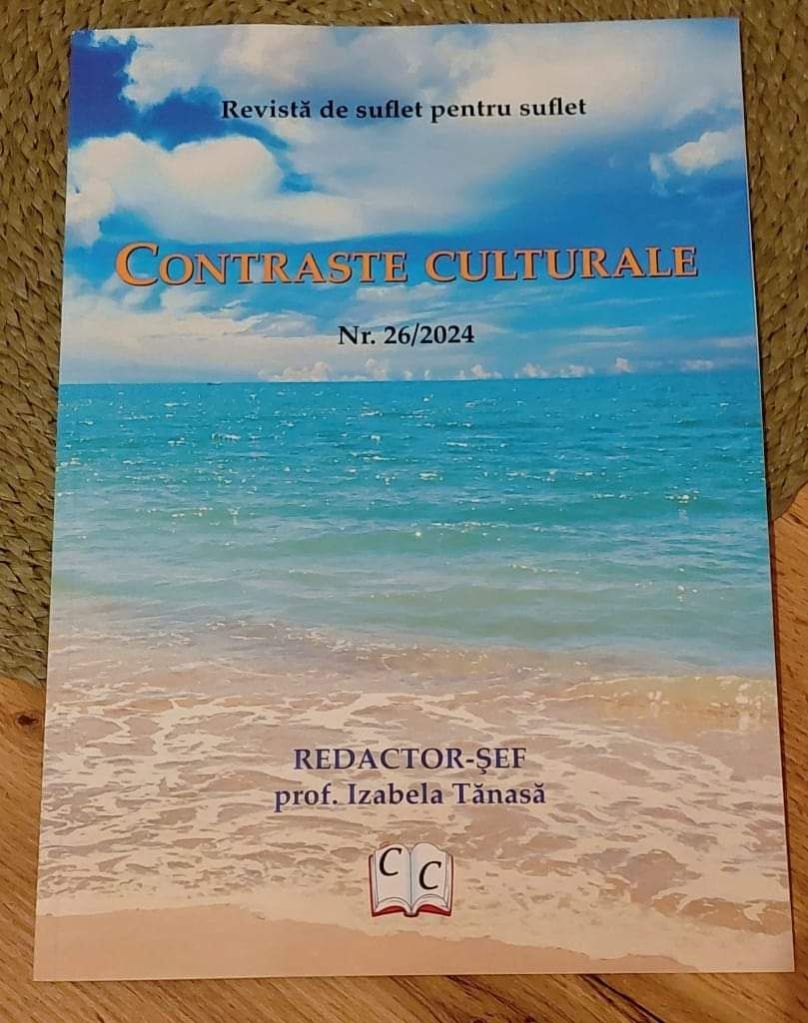 Revistă de suflet pentru suflet
CONTRASTE CULTURALE
Nr. 26/2024
REDACTOR-ŞEF
prof. Izabela Tănasă
C C